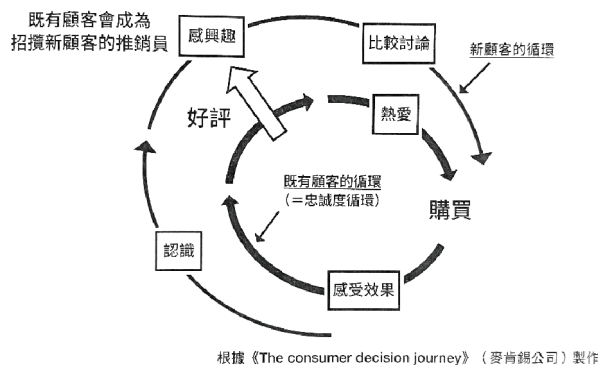 既有顧客會成為
招攬新顧客的推銷員
感興趣
比較討論
新顧客的循環
好評
熱愛
既有顧客的循環
（＝忠誠度循環）
購買
認識
感受效果
根據《The consumer decision journey》（麥肯錫公司）製作